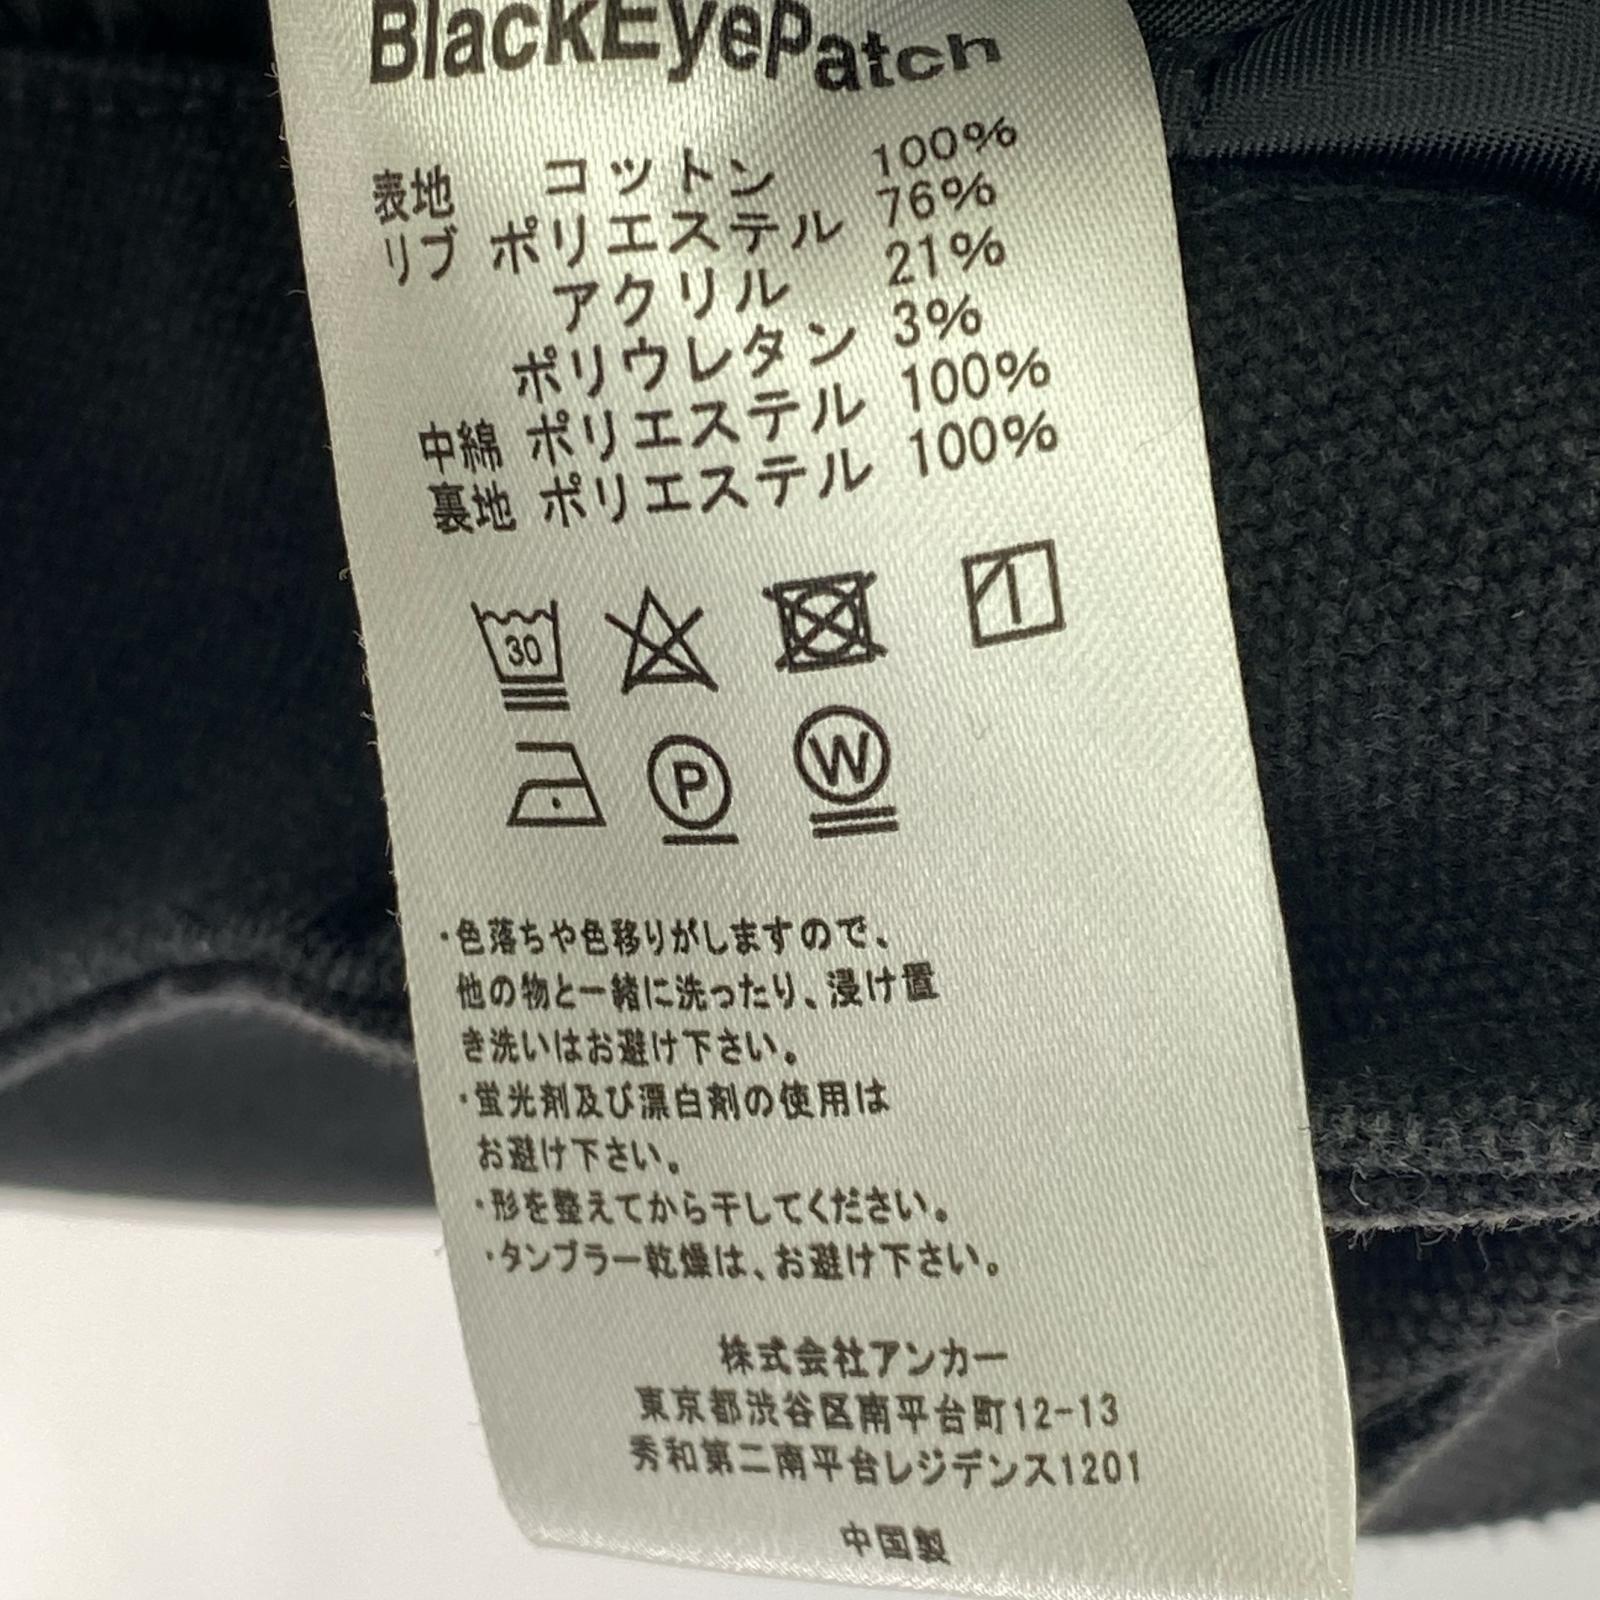 BlackEyePatch
表地 コットン 100%
リブ ポリエステル 76%
アクリル 21%
ポリウレタン 3%
中綿 ポリエステル 100%
裏地 ポリエステル 100%
30
P W
・色落ちや色移りがしますので、
他の物と一緒に洗ったり、浸け置
き洗いはお避け下さい。
・蛍光剤及び漂白剤の使用は
お避け下さい。
・形を整えてから干してください。
・タンブラー乾燥は、お避け下さい。
株式会社アンカー
東京都渋谷区南平台町12-13
秀和第二南平台レジデンス1201
中国製